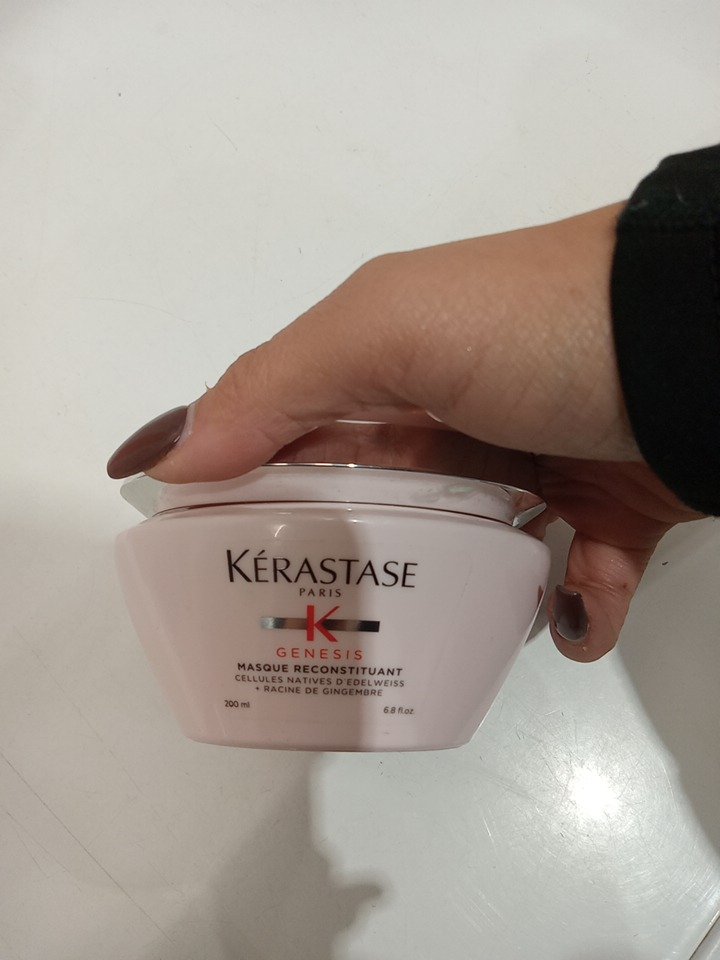 KÉRASTASE
PARIS
K
GENESIS
MASQUE RECONSTITUANT
CELLULES NATIVES D'EDELWEISS
+ RACINE DE GINGEMBRE
200 ml 6.8 fl.oz.